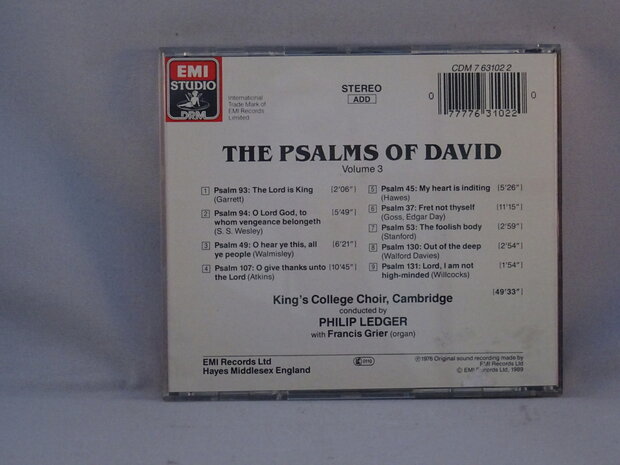 EMI
STUDIO
DRM
International
Trade Mark of
EMI Records
Limited
STEREO
ADD
CDM 7 63102 2
0 77776 31022 0
THE PSALMS OF DAVID
Volume 3
1 Psalm 93: The Lord is King [2'06"]
(Garrett)
2 Psalm 94: O Lord God, to [5'49"]
whom vengeance belongeth
(S. S. Wesley)
3 Psalm 49: O hear ye this, all [6'21"]
ye people (Walmisley)
4 Psalm 107: O give thanks unto [10'45"]
the Lord (Atkins)
5 Psalm 45: My heart is inditing [5'26"]
(Hawes)
6 Psalm 37: Fret not thyself [11'15"]
(Goss, Edgar Day)
7 Psalm 53: The foolish body [2'59"]
(Stanford)
8 Psalm 130: Out of the deep [2'54"]
(Walford Davies)
9 Psalm 131: Lord, I am not [1'54"]
high-minded (Willcocks)
[49'33"]
King's College Choir, Cambridge
conducted by
PHILIP LEDGER
with Francis Grier (organ)
EMI Records Ltd
Hayes Middlesex England
℗ 1976 Original sound recording made by
EMI Records Ltd
© EMI Records Ltd, 1989